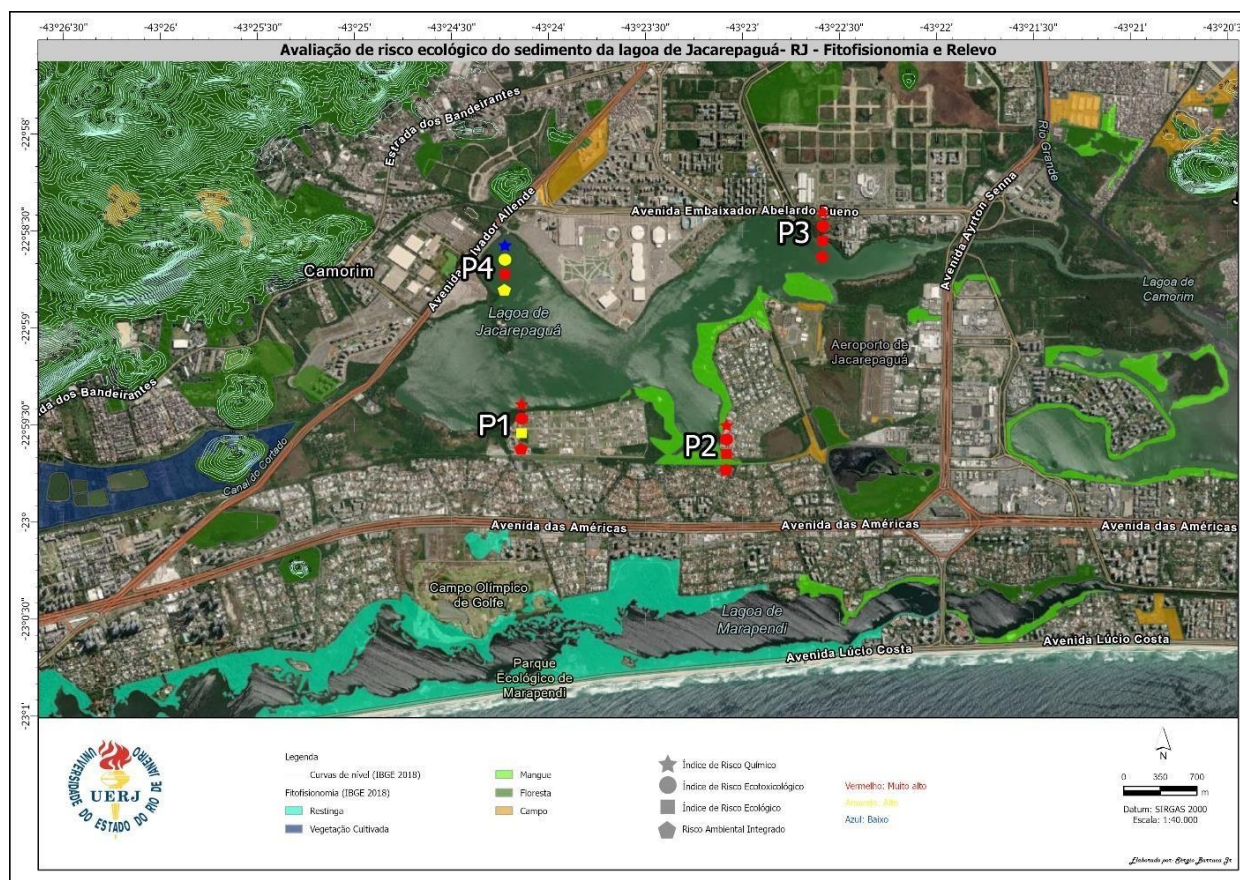 -43°26'30" -43°26' -43°25'30" -43°25' -43°24'30" -43°24' -43°23'30" -43°23' -43°22'30" -43°22' -43°21'30" -43°21' -43°20'30"
Avaliação de risco ecológico do sedimento da lagoa de Jacarepaguá- RJ - Fitofisionomia e Relevo
-22°58'
-22°58'30"
-22°59'
-22°59'30"
-23°
-23°0'30"
-23°1'
Estrada dos Bandeirantes
Rio Grande
Avenida Salvador Allende
Avenida Embaixador Abelardo Bueno
Avenida Ayrton Senna
P3
P4
Camorim
Lagoa de
Camorim
Lagoa de
Jacarepaguá
Aeroporto de
Jacarepaguá
da dos Bandeirantes
P1
P2
Canal do Cortado
Avenida das Américas
Avenida das Américas
Avenida das Américas
Campo Olímpico
de Golfe
Lagoa de
Marapendi
Avenida Lúcio Costa
Avenida Lúcio Costa
Parque
Ecológico de
Marapendi
UERJ
UNIVERSIDADE DO ESTADO DO RIO DE JANEIRO
Legenda
Curvas de nível (IBGE 2018)
Fitofisionomia (IBGE 2018)
Restinga
Vegetação Cultivada
Mangue
Floresta
Campo
Índice de Risco Químico
Índice de Risco Ecotoxicológico
Índice de Risco Ecológico
Risco Ambiental Integrado
Vermelho: Muito alto
Amarelo: Alto
Azul: Baixo
N
0 350 700
m
Datum: SIRGAS 2000
Escala: 1:40.000
Elaborado por: Sérgio Barruca Jr